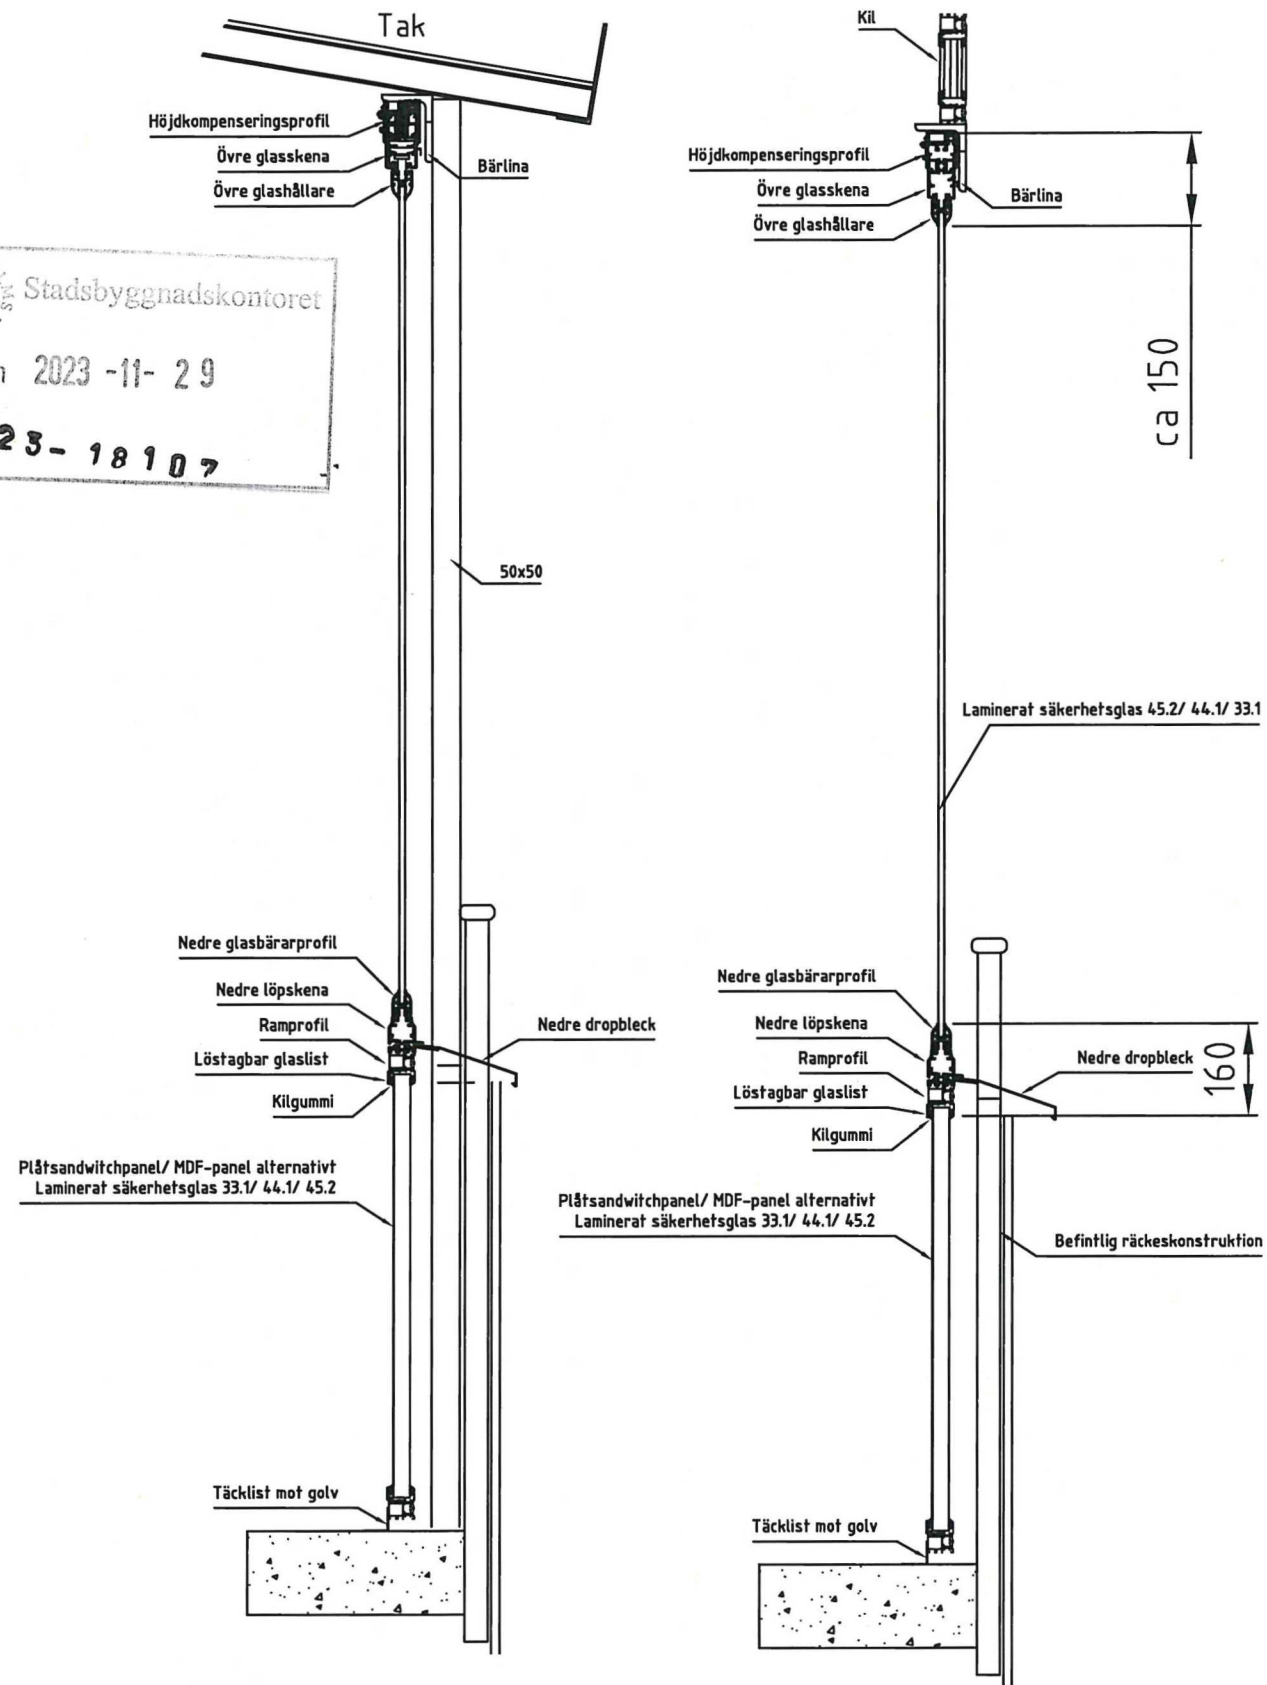 Tak
Höjdkompenseringsprofil
Övre glasskena
Övre glashållare
Bärlina
Stadsbyggnadskontoret
2023 -11- 29
23- 18107
50x50
Nedre glasbärarprofil
Nedre löpskena
Ramprofil
Löstagbar glaslist
Kilgummi
Nedre dropbleck
Plåtsandwitchpanel/ MDF-panel alternativt
Laminerat säkerhetsglas 33.1/ 44.1/ 45.2
Täcklist mot golv
Kil
Höjdkompenseringsprofil
Övre glasskena
Övre glashållare
Bärlina
ca 150
Laminerat säkerhetsglas 45.2/ 44.1/ 33.1
Nedre glasbärarprofil
Nedre löpskena
Ramprofil
Löstagbar glaslist
Kilgummi
Nedre dropbleck
160
Plåtsandwitchpanel/ MDF-panel alternativt
Laminerat säkerhetsglas 33.1/ 44.1/ 45.2
Befintlig räckeskonstruktion
Täcklist mot golv